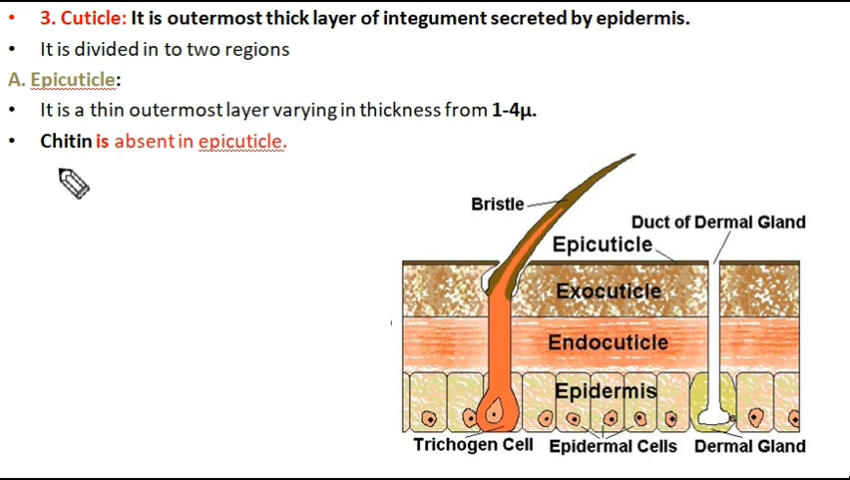 • 3. Cuticle: It is outermost thick layer of integument secreted by epidermis.
• It is divided in to two regions
A. Epicuticle:
• It is a thin outermost layer varying in thickness from 1-4µ.
• Chitin is absent in epicuticle.
Bristle
Duct of Dermal Gland
Epicuticle
Exocuticle
Endocuticle
Epidermis
Trichogen Cell
Epidermal Cells
Dermal Gland